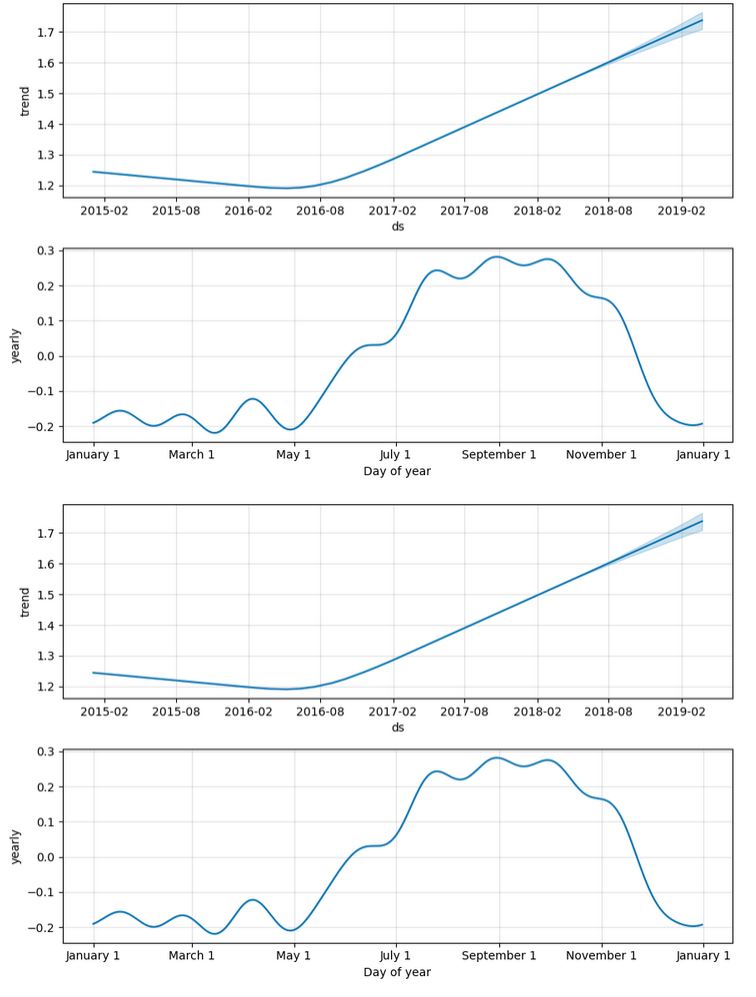 1.7
1.6
1.5
1.4
1.3
1.2
trend
2015-02 2015-08 2016-02 2016-08 2017-02 2017-08 2018-02 2018-08 2019-02
ds
0.3
0.2
0.1
0.0
−0.1
−0.2
yearly
January 1 March 1 May 1 July 1 September 1 November 1 January 1
Day of year
1.7
1.6
1.5
1.4
1.3
1.2
trend
2015-02 2015-08 2016-02 2016-08 2017-02 2017-08 2018-02 2018-08 2019-02
ds
0.3
0.2
0.1
0.0
−0.1
−0.2
yearly
January 1 March 1 May 1 July 1 September 1 November 1 January 1
Day of year